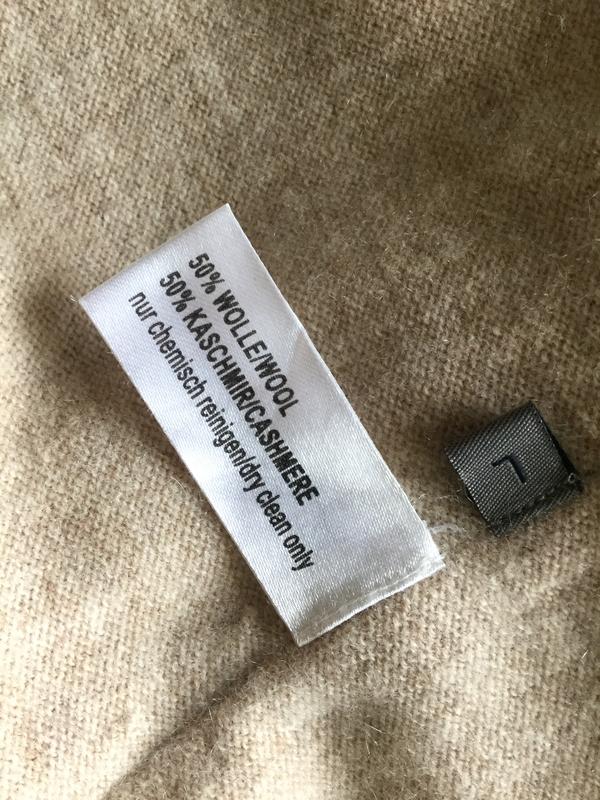 50% WOLLE/WOOL
50% KASCHMIR/CASHMERE
nur chemisch reinigen/dry clean only
L